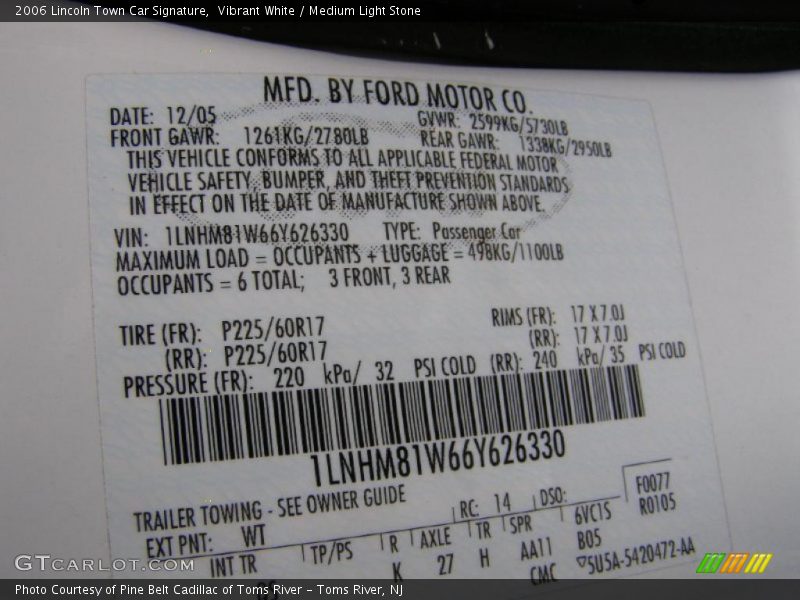 2006 Lincoln Town Car Signature, Vibrant White / Medium Light Stone
MFD. BY FORD MOTOR CO.
DATE: 12/05 GVWR: 2599KG/5730LB
FRONT GAWR: 1261KG/2780LB REAR GAWR: 1338KG/2950LB
THIS VEHICLE CONFORMS TO ALL APPLICABLE FEDERAL MOTOR
VEHICLE SAFETY, BUMPER, AND THEFT PREVENTION STANDARDS
IN EFFECT ON THE DATE OF MANUFACTURE SHOWN ABOVE.
VIN: 1LNHM81W66Y626330 TYPE: Passenger Car
MAXIMUM LOAD = OCCUPANTS + LUGGAGE = 498KG/1100LB
OCCUPANTS = 6 TOTAL; 3 FRONT, 3 REAR
TIRE (FR): P225/60R17 RIMS (FR): 17 X 7.0J
(RR): P225/60R17 (RR): 17 X 7.0J
PRESSURE (FR): 220 kPa/ 32 PSI COLD (RR): 240 kPa/ 35 PSI COLD
1LNHM81W66Y626330
TRAILER TOWING - SEE OWNER GUIDE
RC: 14 DSO: F0077
EXT PNT: WT 6VC15 R0105
INT TR TP/PS R AXLE TR SPR B05
K 27 H AA11 5U5A-5420472-AA
CMC
GTCarLot.com
Photo Courtesy of Pine Belt Cadillac of Toms River – Toms River, NJ